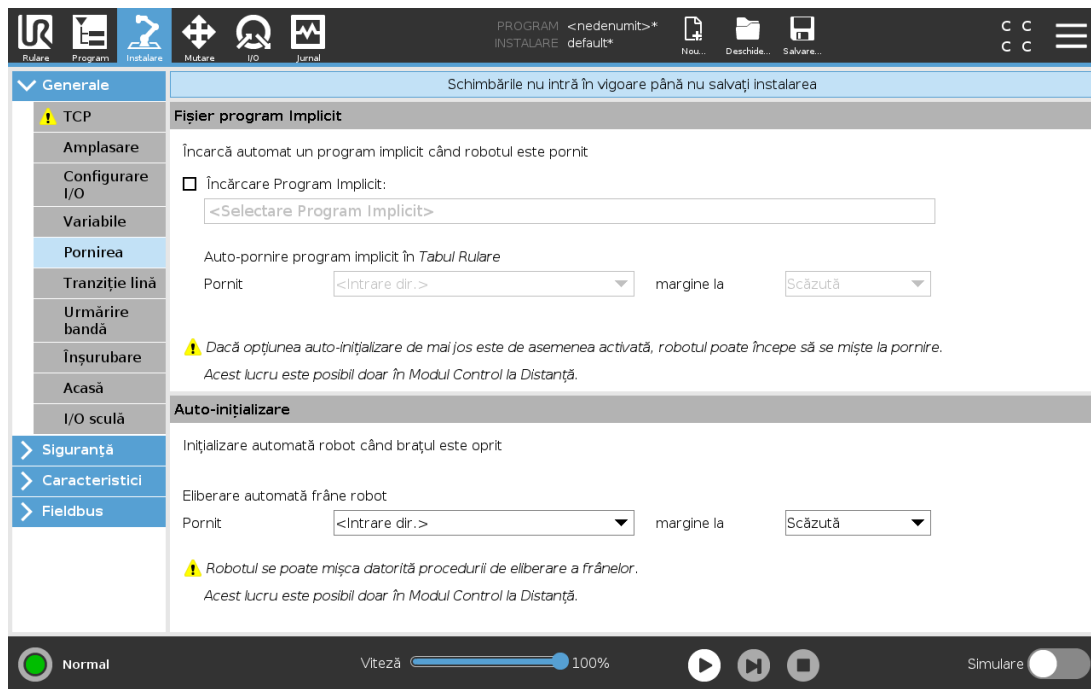 PROGRAM <nedenumit>*
INSTALARE default*
C C
C C
Rulare Program Instalare Mutare I/O Jurnal Nou... Deschide... Salvare...
Generale
TCP
Amplasare
Configurare
I/O
Variabile
Pornirea
Tranziție lină
Urmărire
bandă
Înșurubare
Acasă
I/O sculă
Siguranță
Caracteristici
Fieldbus
Schimbările nu intră în vigoare până nu salvați instalarea
Fișier program Implicit
Încarcă automat un program implicit când robotul este pornit
Încărcare Program Implicit:
<Selectare Program Implicit>
Auto-pornire program implicit în Tabul Rulare
Pornit <Intrare dir.> margine la Scăzută
Dacă opțiunea auto-inițializare de mai jos este de asemenea activată, robotul poate începe să se miște la pornire.
Acest lucru este posibil doar în Modul Control la Distanță.
Auto-inițializare
Inițializare automată robot când brațul este oprit
Eliberare automată frâne robot
Pornit <Intrare dir.> margine la Scăzută
Robotul se poate mișca datorită procedurii de eliberare a frânelor.
Acest lucru este posibil doar în Modul Control la Distanță.
Normal Viteză 100% Simulare